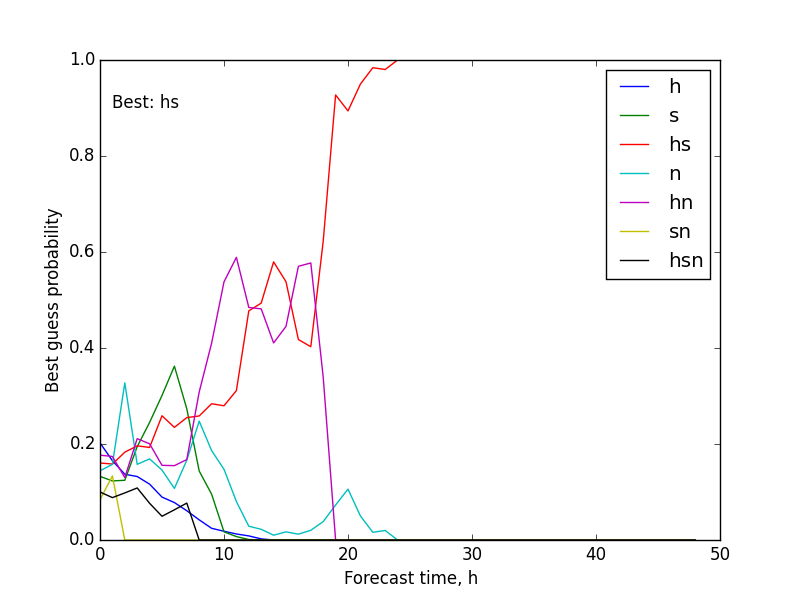 1.0
0.8
0.6
0.4
0.2
0.0
Best guess probability
Best: hs
h
s
hs
n
hn
sn
hsn
0 10 20 30 40 50
Forecast time, h